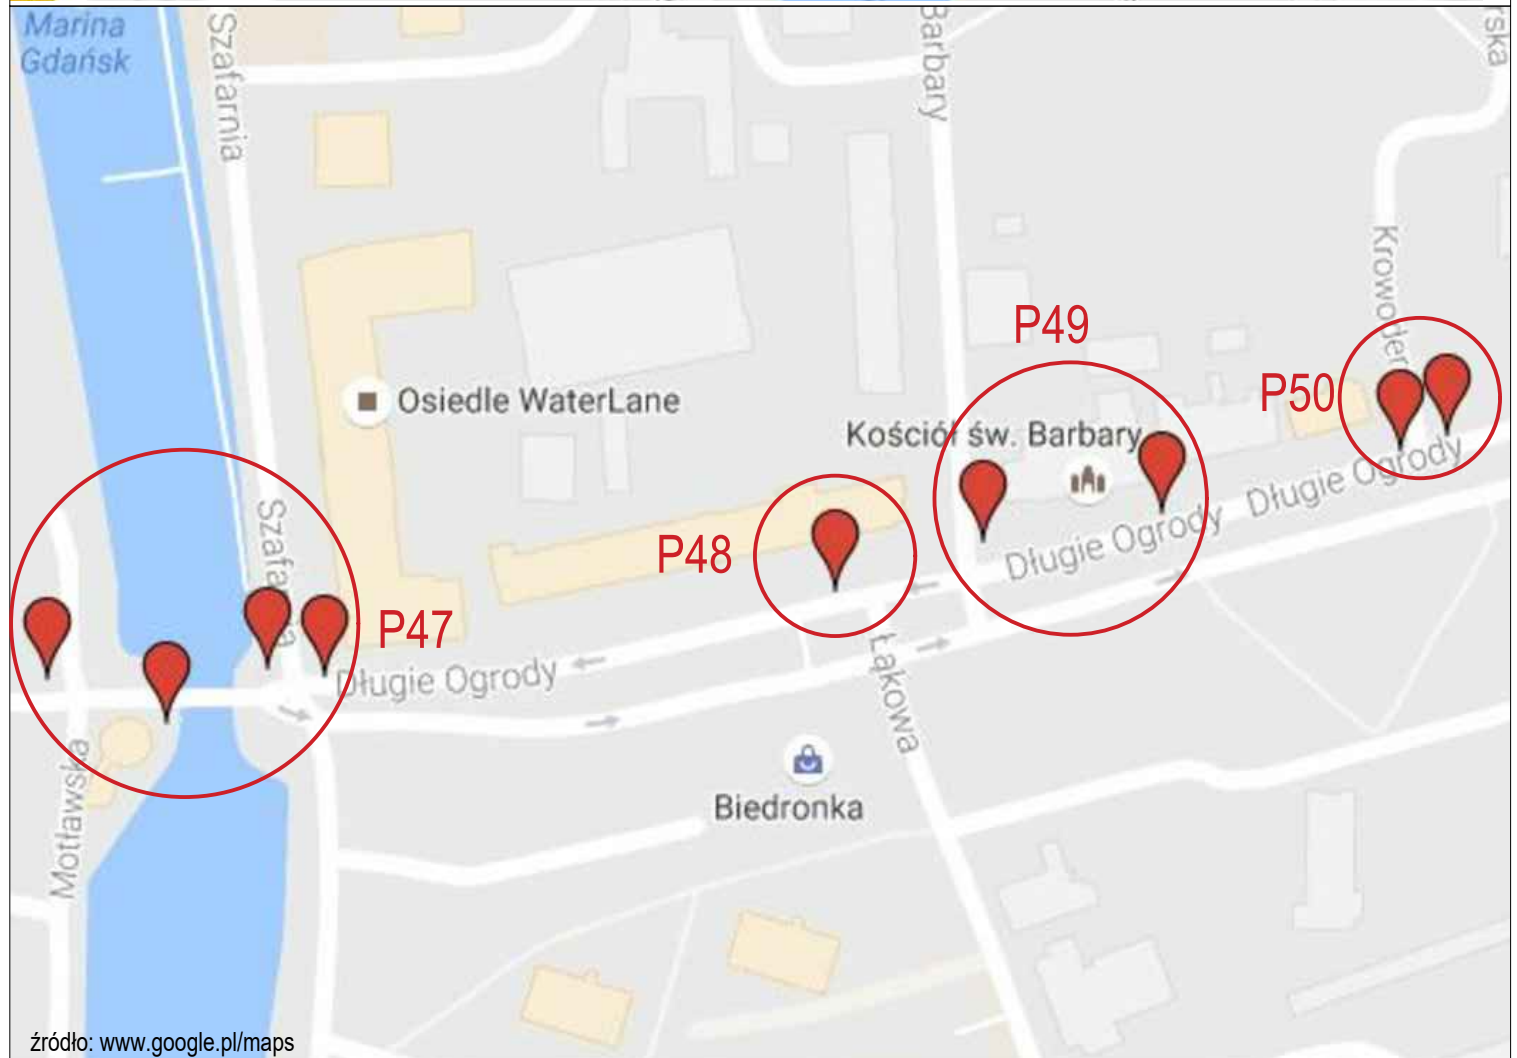 Marina
Gdańsk
Szafarnia
Barbary
rska
Krowoder
P49
P50
Osiedle WaterLane
Kościół św. Barbary
Szafarnia
P48
Długie Ogrody
Długie Ogrody
P47
Długie Ogrody
Łąkowa
Motławska
Biedronka
źródło: www.google.pl/maps